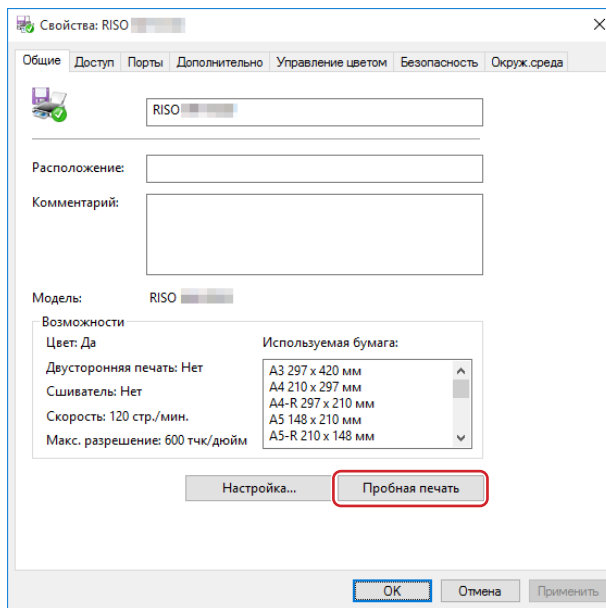 Свойства: RISO
Общие Доступ Порты Дополнительно Управление цветом Безопасность Окруж.среда
RISO
Расположение:
Комментарий:
Модель: RISO
Возможности
Цвет: Да
Двусторонняя печать: Нет
Сшиватель: Нет
Скорость: 120 стр./мин.
Макс. разрешение: 600 тчк/дюйм
Используемая бумага:
A3 297 x 420 мм
A4 210 x 297 мм
A4-R 297 x 210 мм
A5 148 x 210 мм
A5-R 210 x 148 мм
Настройка... Пробная печать
OK Отмена Применить